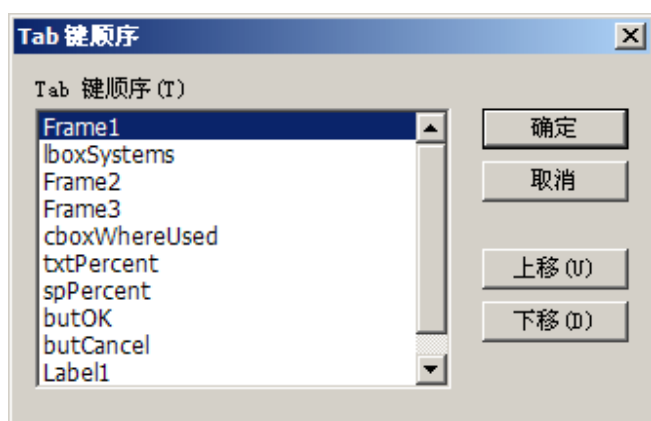 Tab 键顺序
Tab 键顺序(T)
Frame1
lboxSystems
Frame2
Frame3
cboxWhereUsed
txtPercent
spPercent
butOK
butCancel
Label1
确定
取消
上移(U)
下移(D)